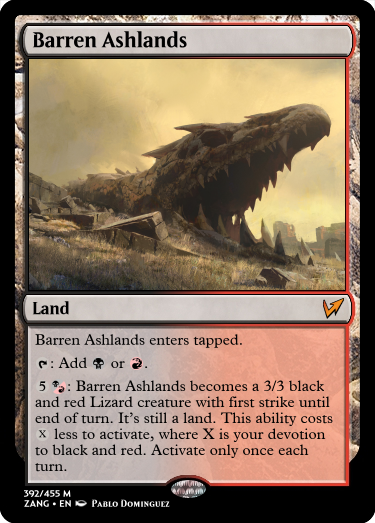 Barren Ashlands
Land
Barren Ashlands enters tapped.
: Add or .
5 : Barren Ashlands becomes a 3/3 black
and red Lizard creature with first strike until
end of turn. It's still a land. This ability costs
X less to activate, where X is your devotion
to black and red. Activate only once each
turn.
392/455 M
ZANG • EN Pablo Dominguez